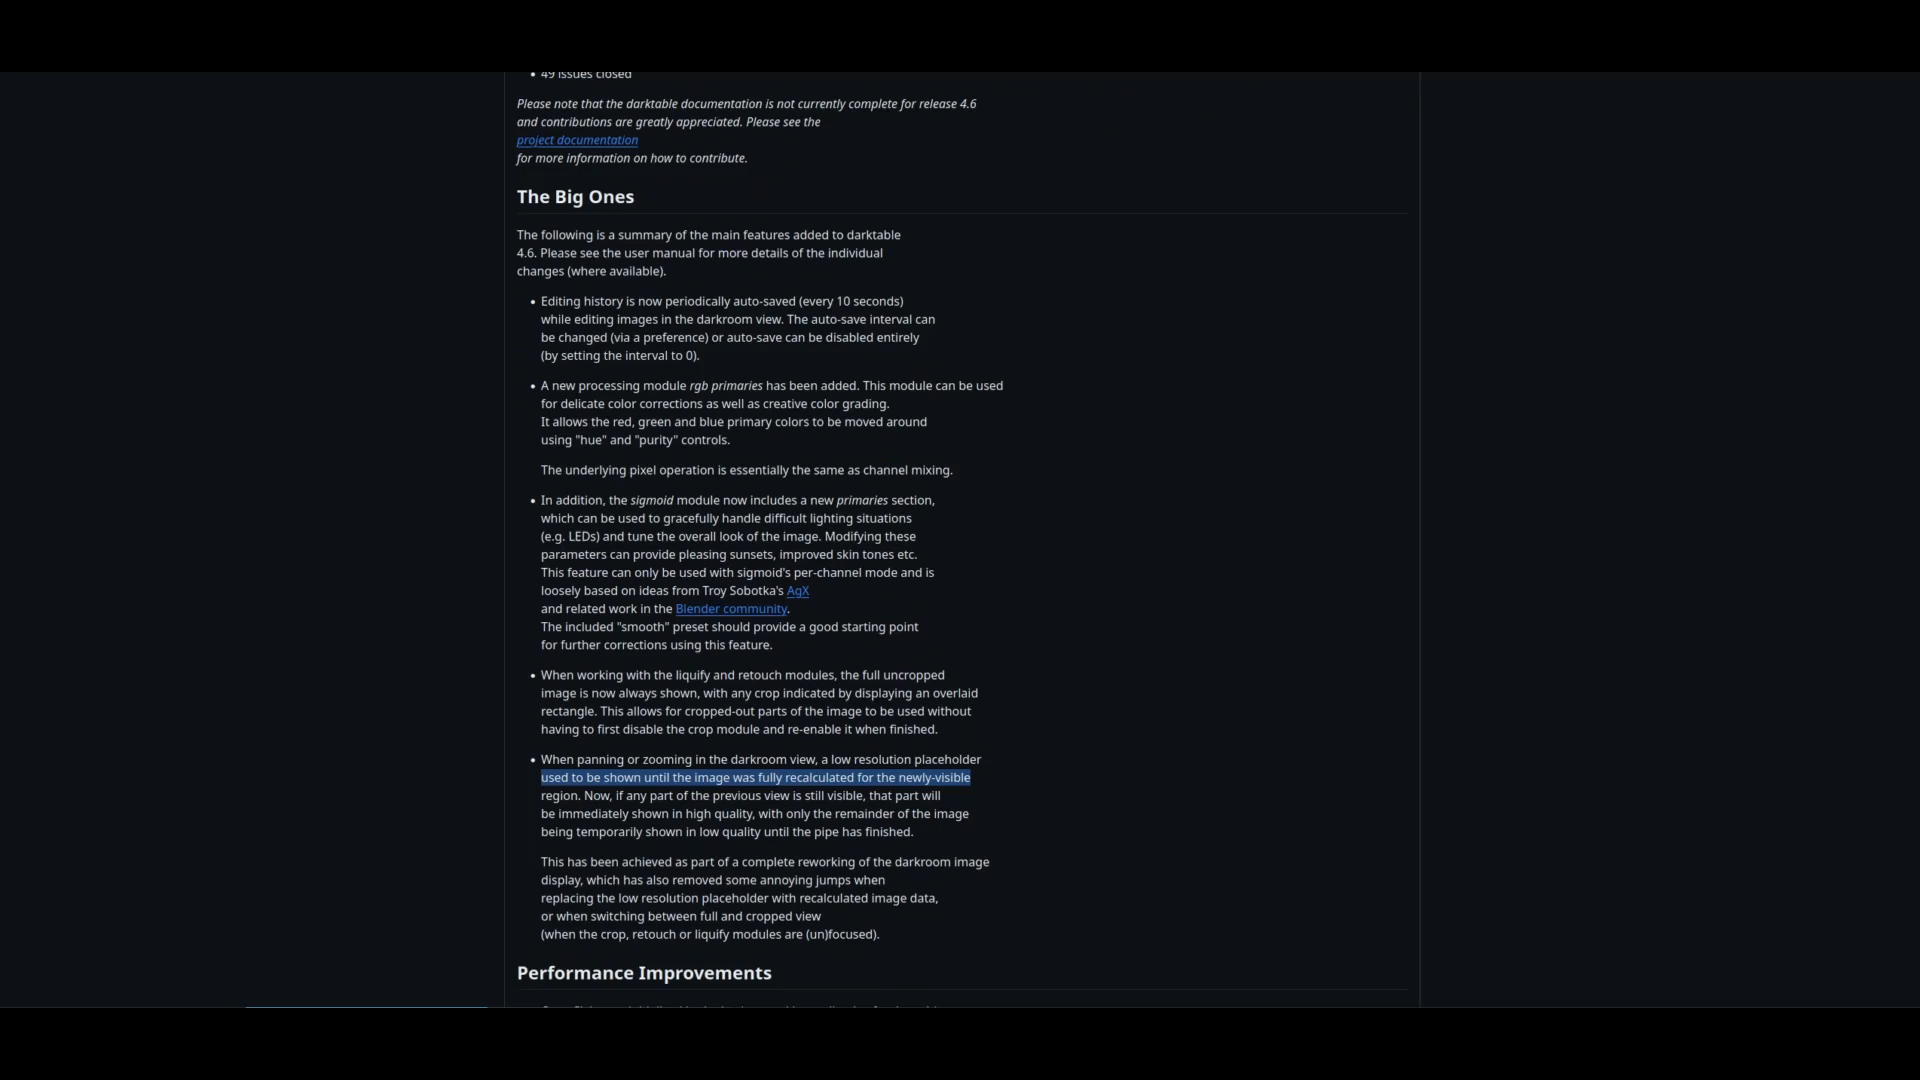 49 issues closed
Please note that the darktable documentation is not currently complete for release 4.6
and contributions are greatly appreciated. Please see the
project documentation
for more information on how to contribute.
The Big Ones
The following is a summary of the main features added to darktable
4.6. Please see the user manual for more details of the individual
changes (where available).
Editing history is now periodically auto-saved (every 10 seconds)
while editing images in the darkroom view. The auto-save interval can
be changed (via a preference) or auto-save can be disabled entirely
(by setting the interval to 0).
A new processing module rgb primaries has been added. This module can be used
for delicate color corrections as well as creative color grading.
It allows the red, green and blue primary colors to be moved around
using "hue" and "purity" controls.
The underlying pixel operation is essentially the same as channel mixing.
In addition, the sigmoid module now includes a new primaries section,
which can be used to gracefully handle difficult lighting situations
(e.g. LEDs) and tune the overall look of the image. Modifying these
parameters can provide pleasing sunsets, improved skin tones etc.
This feature can only be used with sigmoid's per-channel mode and is
loosely based on ideas from Troy Sobotka's AgX
and related work in the Blender community.
The included "smooth" preset should provide a good starting point
for further corrections using this feature.
When working with the liquify and retouch modules, the full uncropped
image is now always shown, with any crop indicated by displaying an overlaid
rectangle. This allows for cropped-out parts of the image to be used without
having to first disable the crop module and re-enable it when finished.
When panning or zooming in the darkroom view, a low resolution placeholder
used to be shown until the image was fully recalculated for the newly-visible
region. Now, if any part of the previous view is still visible, that part will
be immediately shown in high quality, with only the remainder of the image
being temporarily shown in low quality until the pipe has finished.
This has been achieved as part of a complete reworking of the darkroom image
display, which has also removed some annoying jumps when
replacing the low resolution placeholder with recalculated image data,
or when switching between full and cropped view
(when the crop, retouch or liquify modules are (un)focused).
Performance Improvements